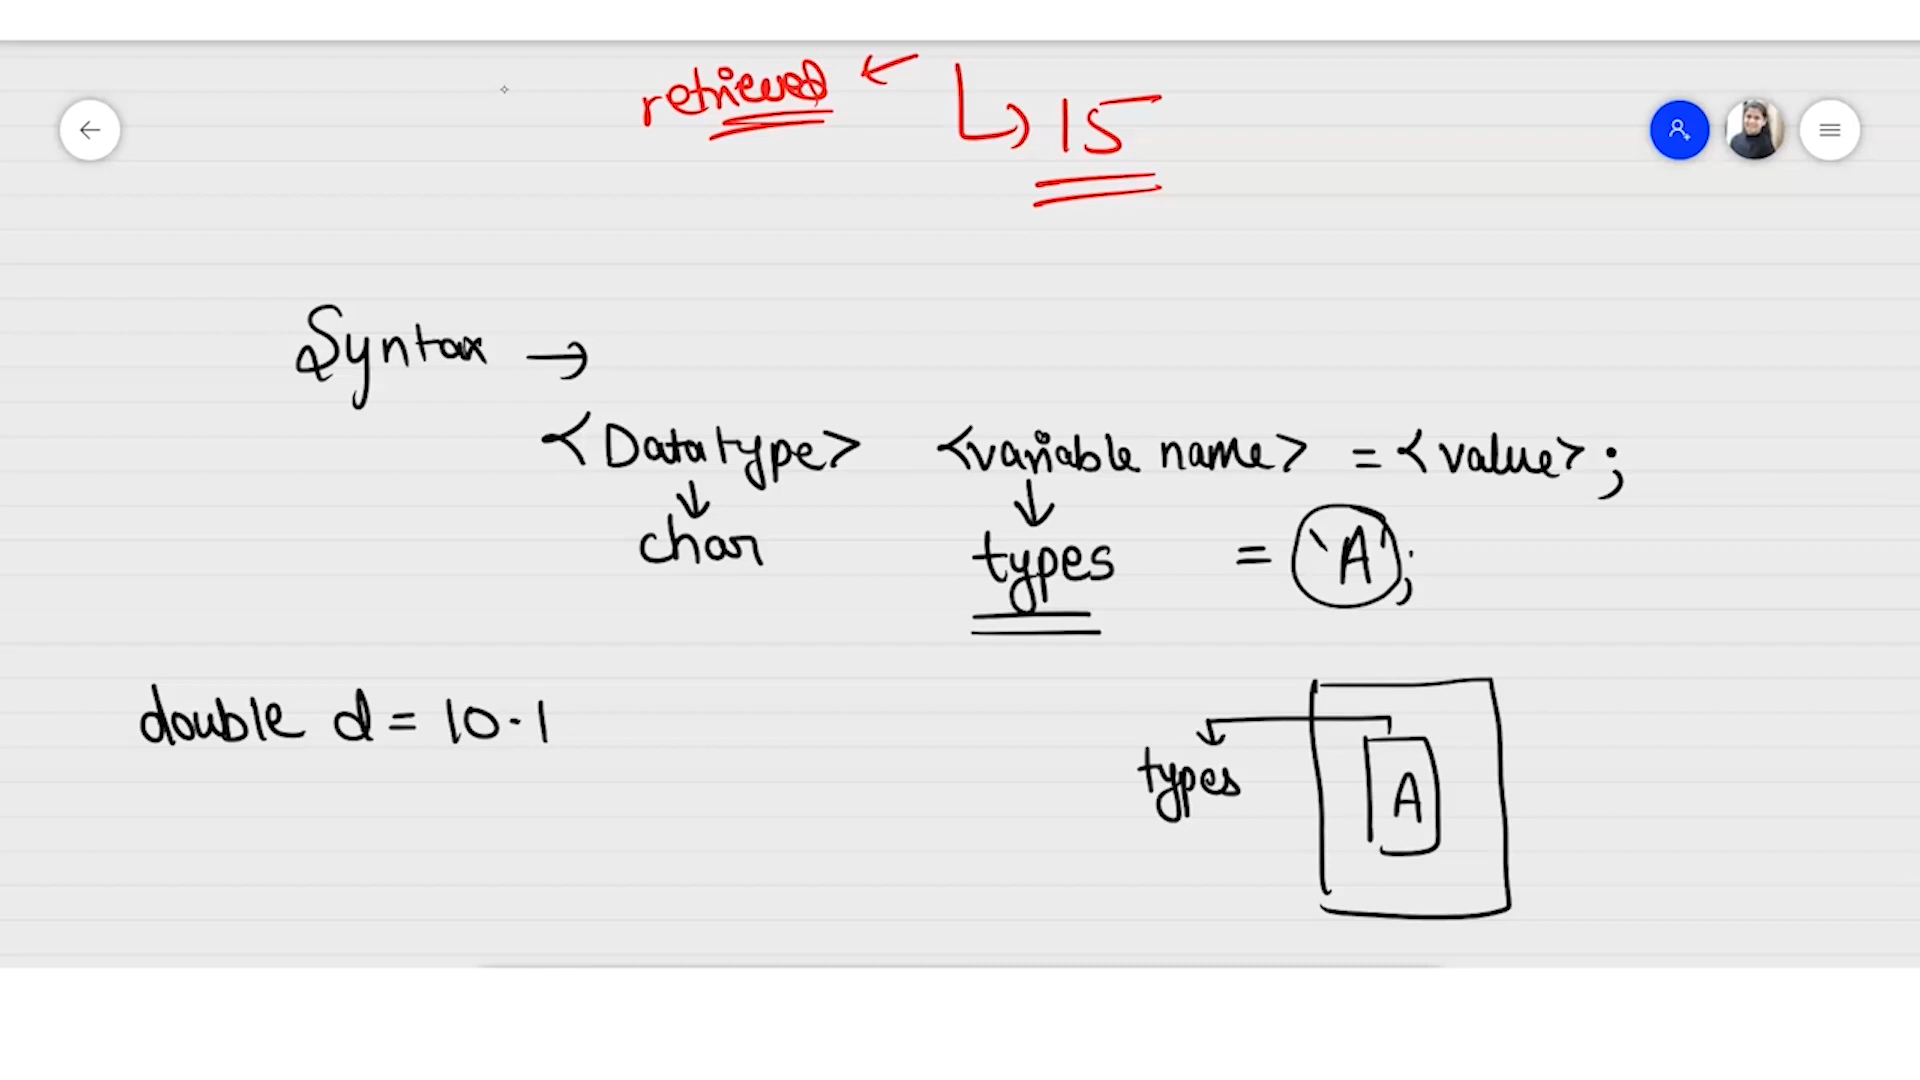 retrieved ← ↳ 15
Syntax →
<Datatype> <variable name> = <value>;
↓ ↓
char types = 'A';
double d = 10.1
types A